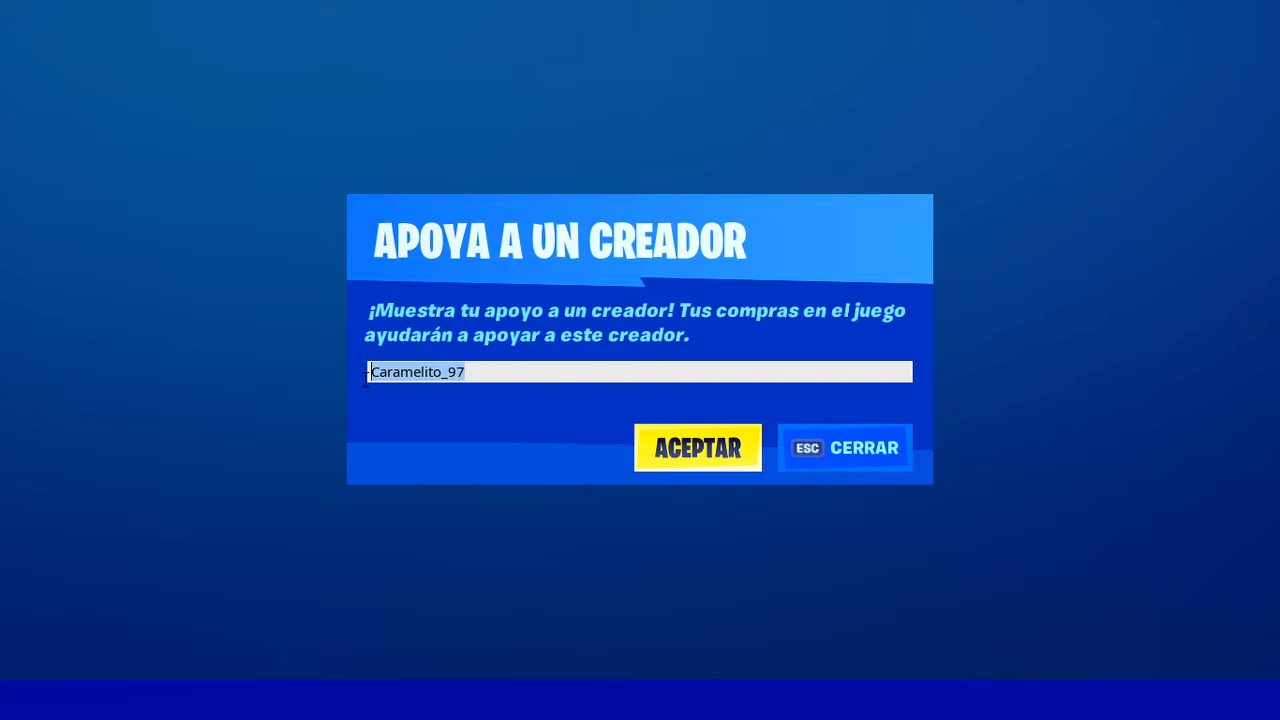 APOYA A UN CREADOR
¡Muestra tu apoyo a un creador! Tus compras en el juego
ayudarán a apoyar a este creador.
Caramelito_97
ACEPTAR
ESC CERRAR